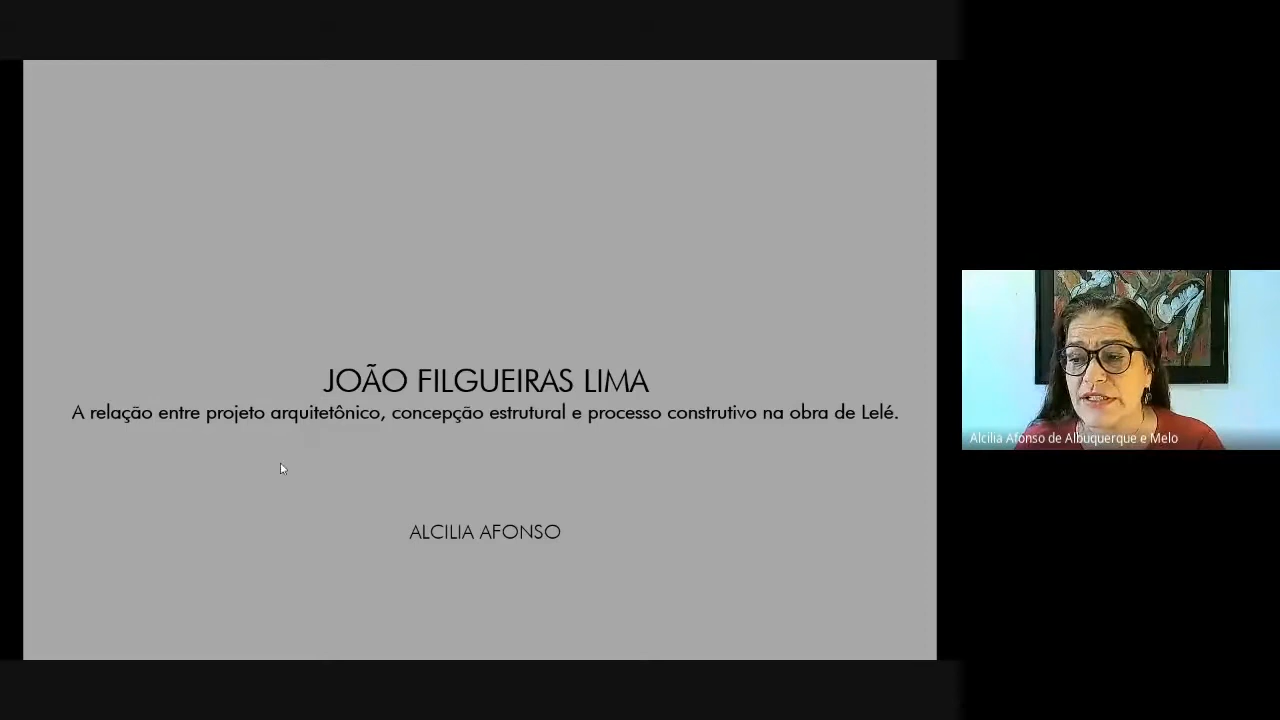 JOÃO FILGUEIRAS LIMA
A relação entre projeto arquitetônico, concepção estrutural e processo construtivo na obra de Lelé.
ALCILIA AFONSO
Alcilia Afonso de Albuquerque e Melo